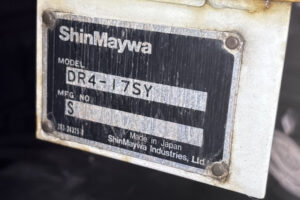 ShinMaywa
MODEL
DR4-17SY
MFG NO.
S
Made in Japan
ShinMaywa Industries, Ltd.